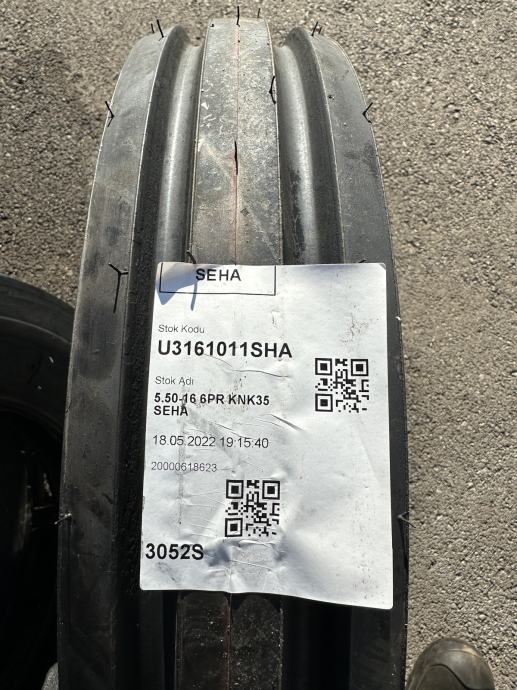 SEHA
Stok Kodu
U3161011SHA
Stok Adı
5.50-16 6PR KNK35
SEHA
18.05.2022 19:15:40
20000618623
3052S